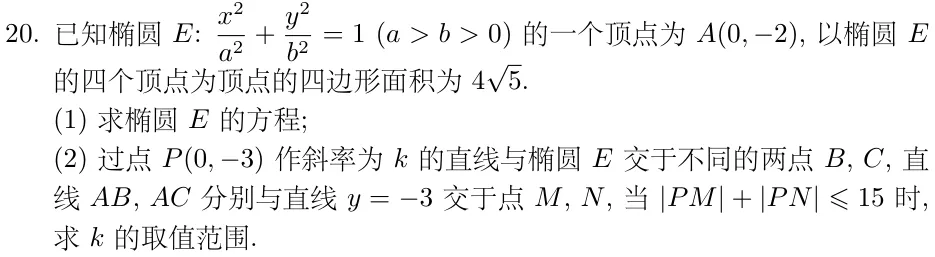 20. 已知椭圆 E: x²/a² + y²/b² = 1 (a > b > 0) 的一个顶点为 A(0, −2), 以椭圆 E
的四个顶点为顶点的四边形面积为 4√5.
(1) 求椭圆 E 的方程;
(2) 过点 P(0, −3) 作斜率为 k 的直线与椭圆 E 交于不同的两点 B, C, 直
线 AB, AC 分别与直线 y = −3 交于点 M, N, 当 |PM| + |PN| ⩽ 15 时,
求 k 的取值范围.